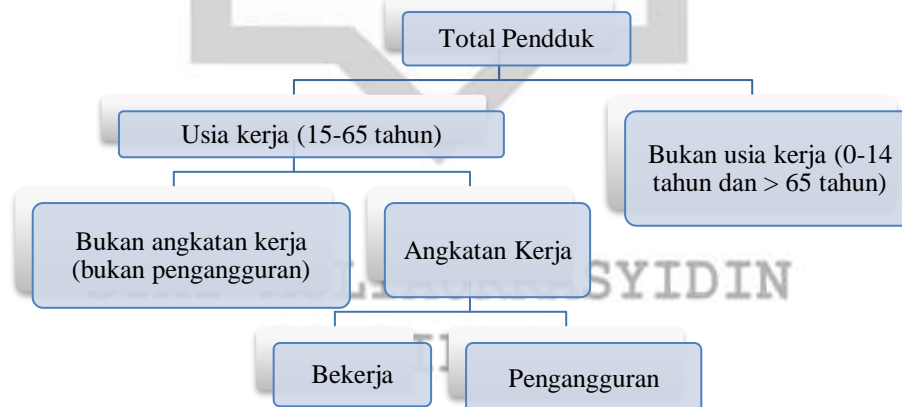 Total Pendduk
Usia kerja (15-65 tahun)
Bukan usia kerja (0-14
tahun dan > 65 tahun)
Bukan angkatan kerja
(bukan pengangguran)
Angkatan Kerja
SYIDIN
Bekerja
Pengangguran